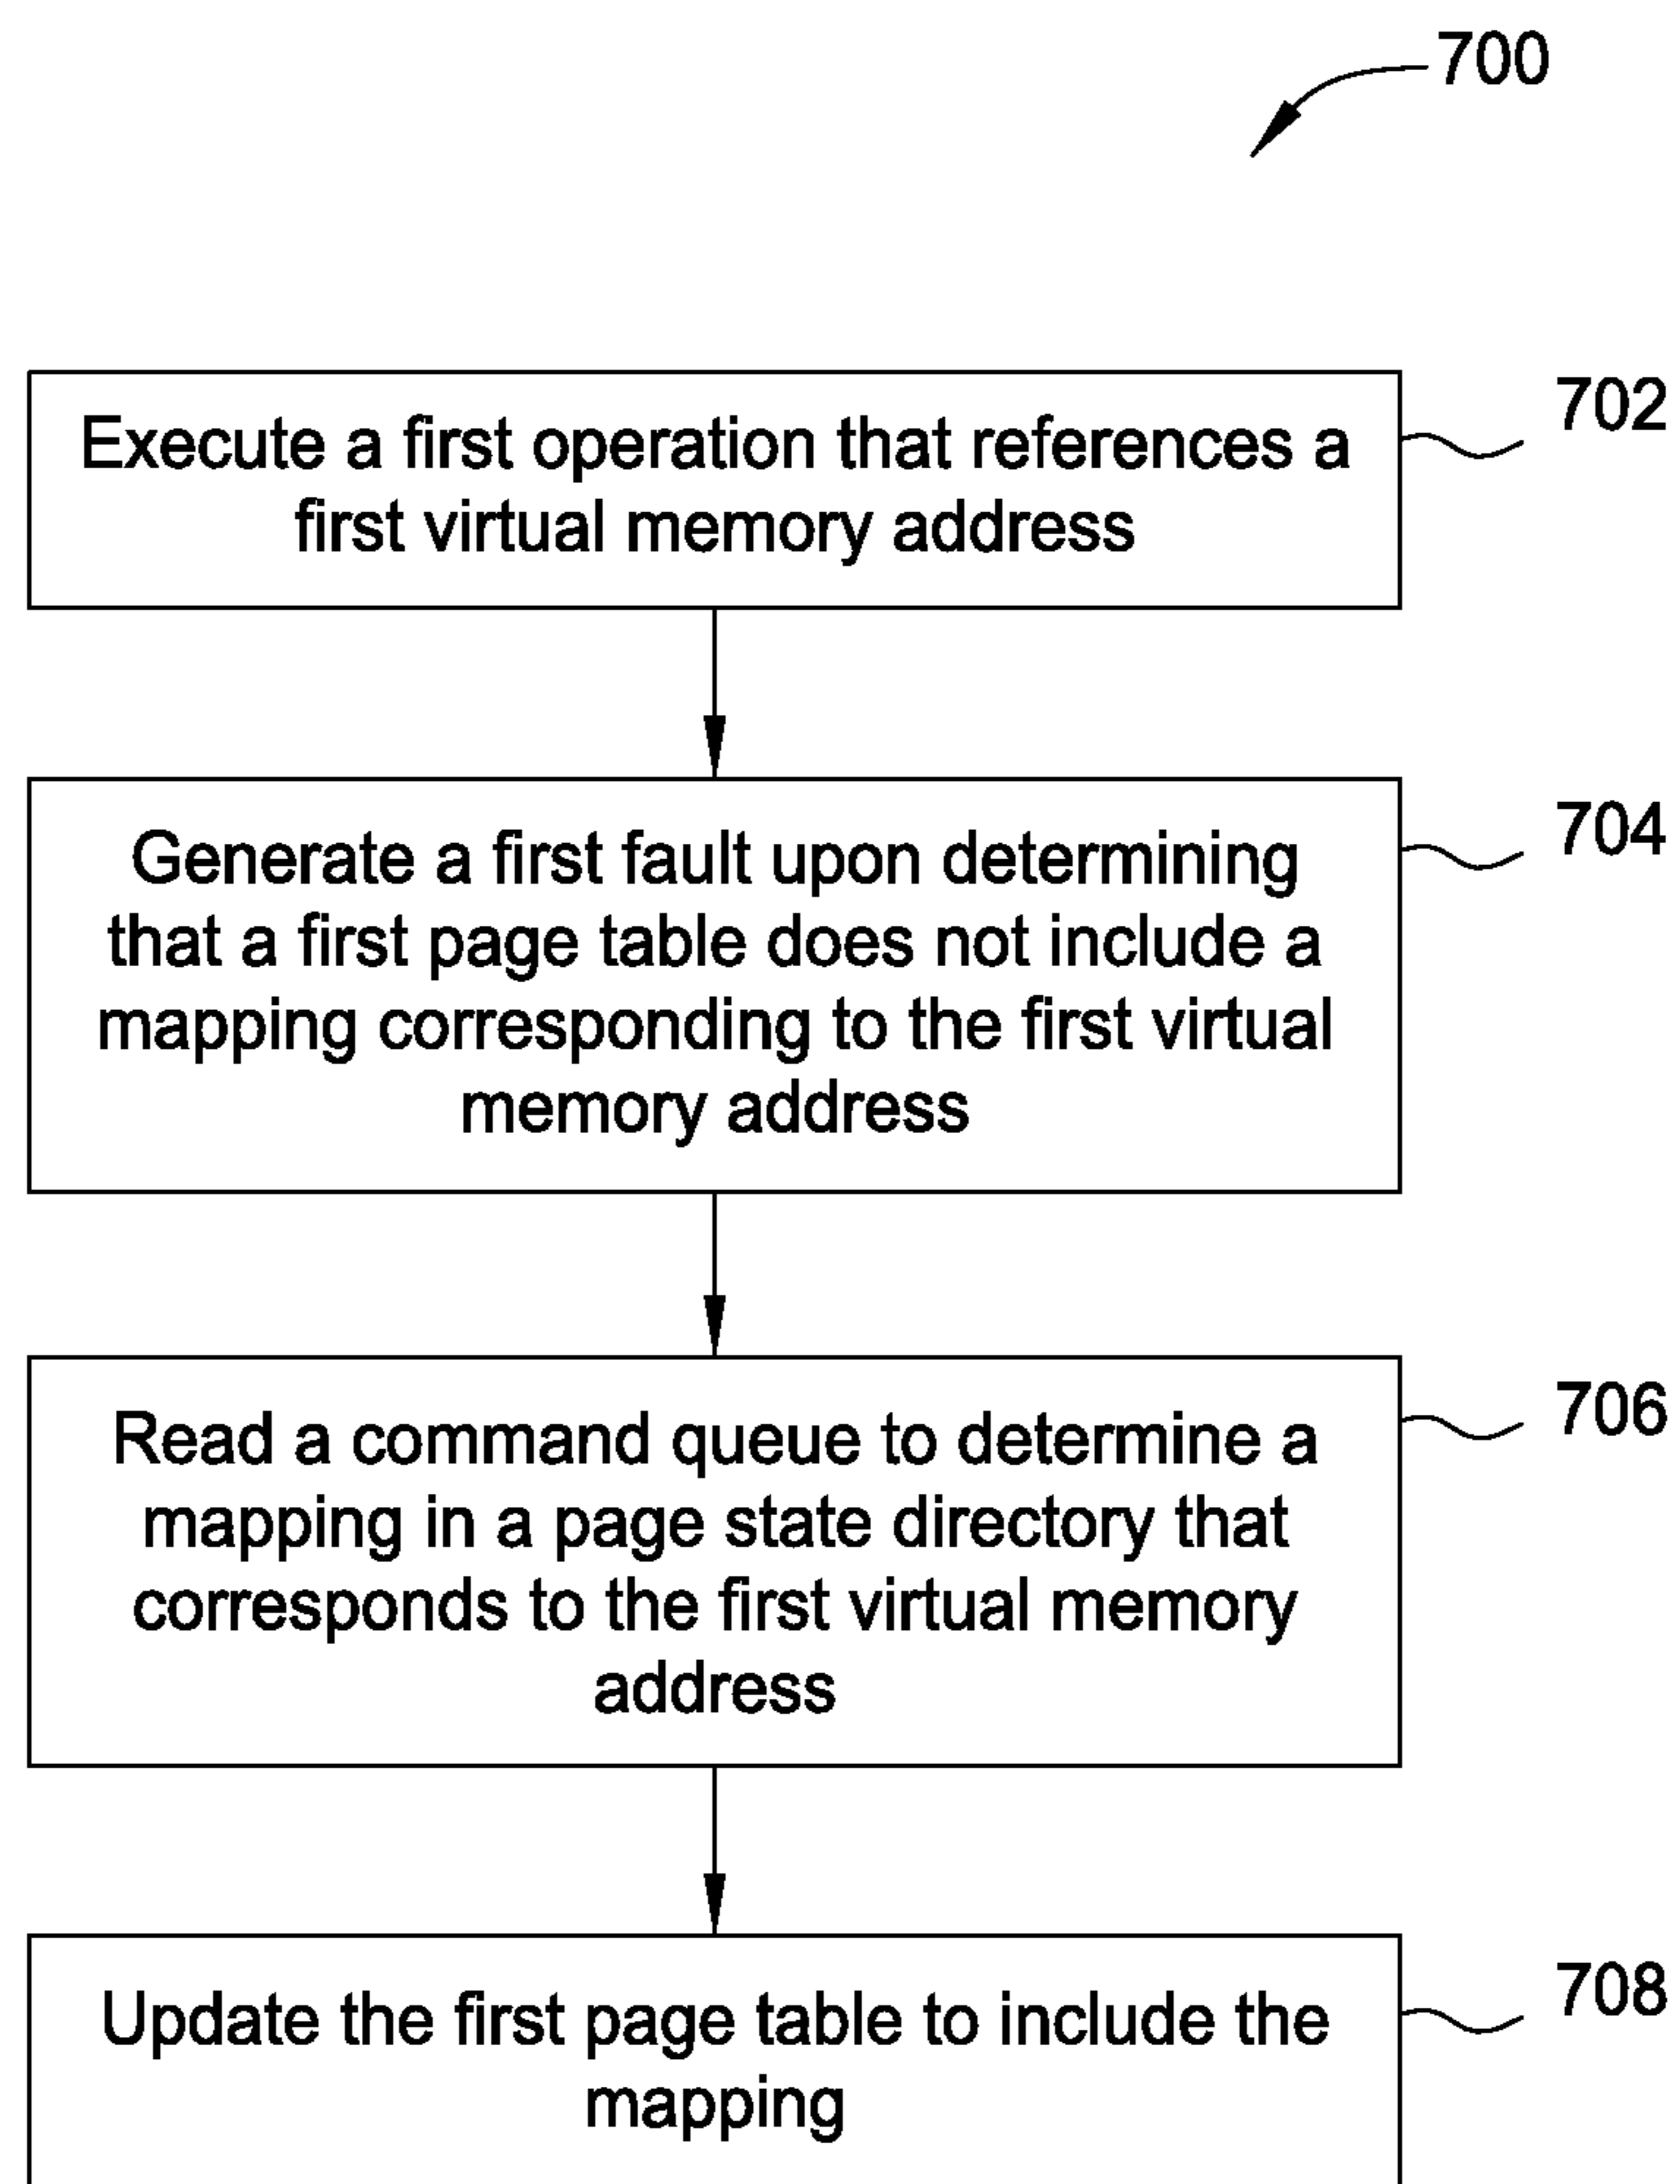 700
702
Execute a first operation that references a
first virtual memory address
704
Generate a first fault upon determining
that a first page table does not include a
mapping corresponding to the first virtual
memory address
706
Read a command queue to determine a
mapping in a page state directory that
corresponds to the first virtual memory
address
708
Update the first page table to include the
mapping